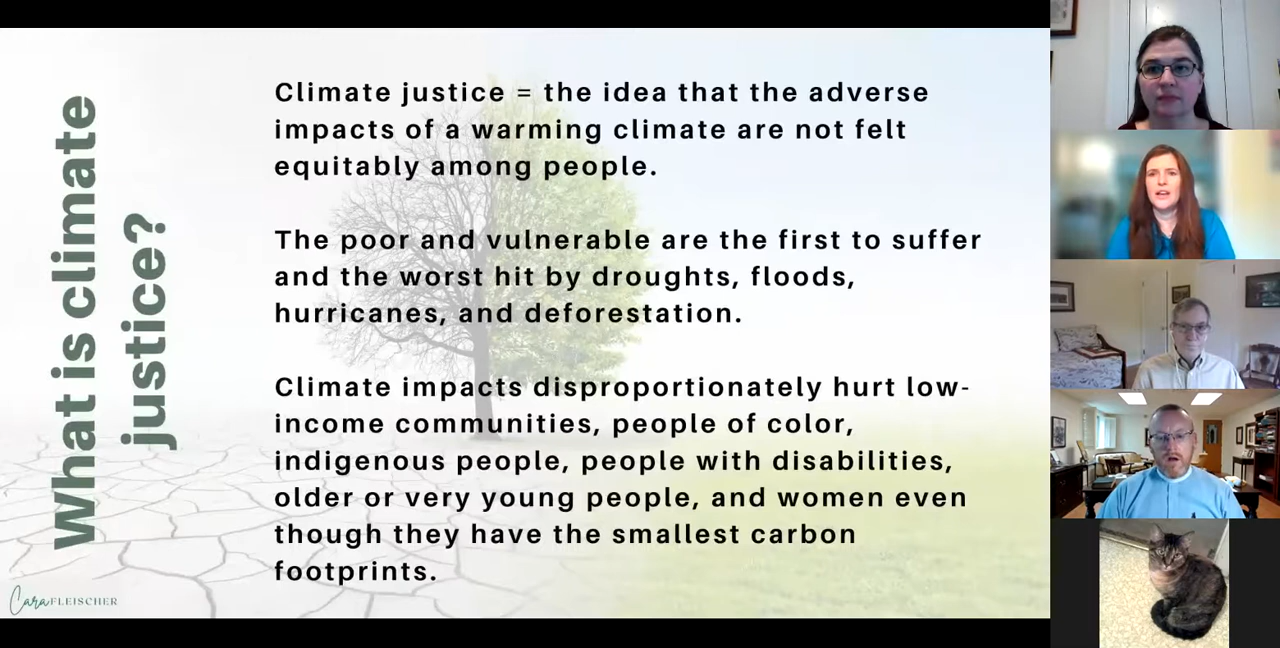 What is climate
justice?
Climate justice = the idea that the adverse
impacts of a warming climate are not felt
equitably among people.
The poor and vulnerable are the first to suffer
and the worst hit by droughts, floods,
hurricanes, and deforestation.
Climate impacts disproportionately hurt low-
income communities, people of color,
indigenous people, people with disabilities,
older or very young people, and women even
though they have the smallest carbon
footprints.
Cara FLEISCHER